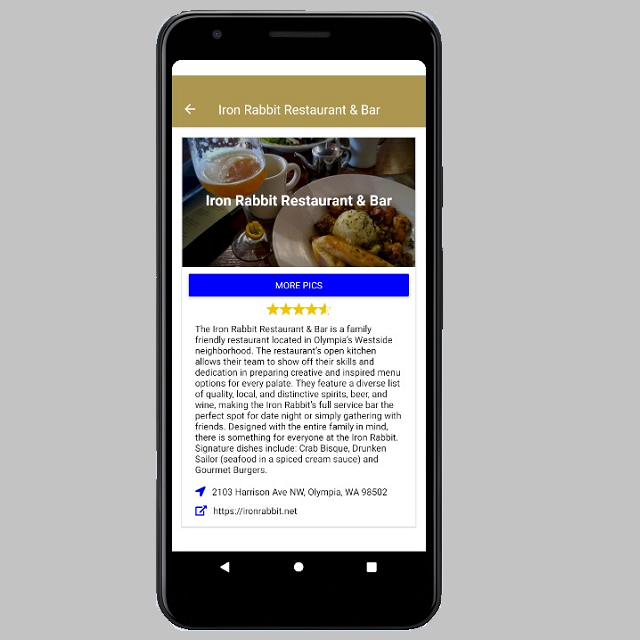 Iron Rabbit Restaurant & Bar
Iron Rabbit Restaurant & Bar
MORE PICS
The Iron Rabbit Restaurant & Bar is a family
friendly restaurant located in Olympia's Westside
neighborhood. The restaurant's open kitchen
allows their team to show off their skills and
dedication in preparing creative and inspired menu
options for every palate. They feature a diverse list
of quality, local, and distinctive spirits, beer, and
wine, making the Iron Rabbit's full service bar the
perfect spot for date night or simply gathering with
friends. Designed with the entire family in mind,
there is something for everyone at the Iron Rabbit.
Signature dishes include: Crab Bisque, Drunken
Sailor (seafood in a spiced cream sauce) and
Gourmet Burgers.
2103 Harrison Ave NW, Olympia, WA 98502
https://ironrabbit.net